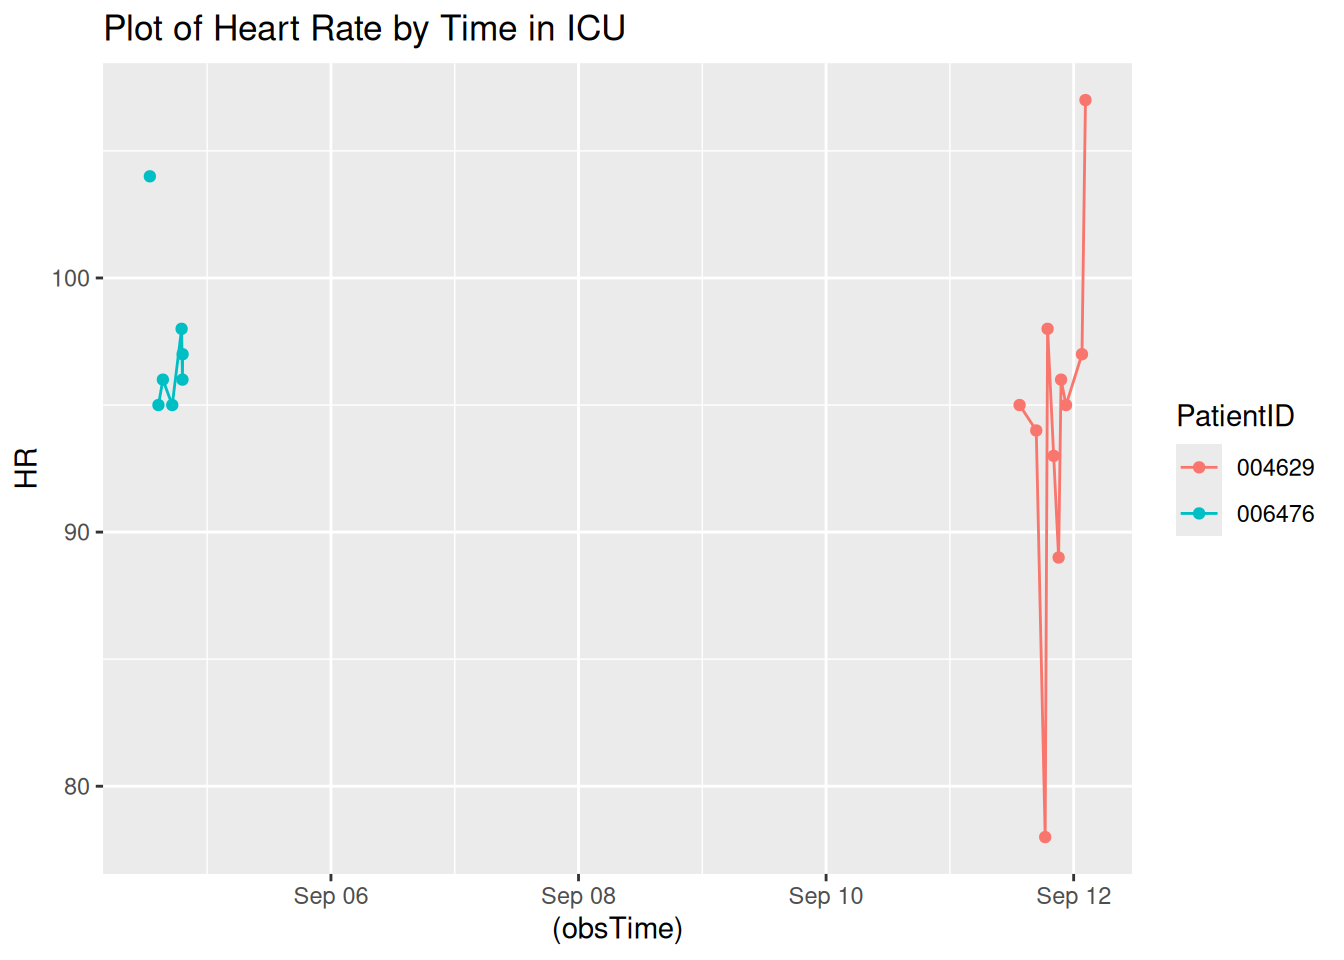 Plot of Heart Rate by Time in ICU
HR
100
90
80
Sep 06
Sep 08
Sep 10
Sep 12
(obsTime)
PatientID
004629
006476